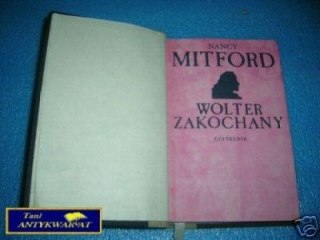 NANCY
MITFORD
WOLTER
ZAKOCHANY
CZYTELNIK
Tani
ANTYKWARIAT